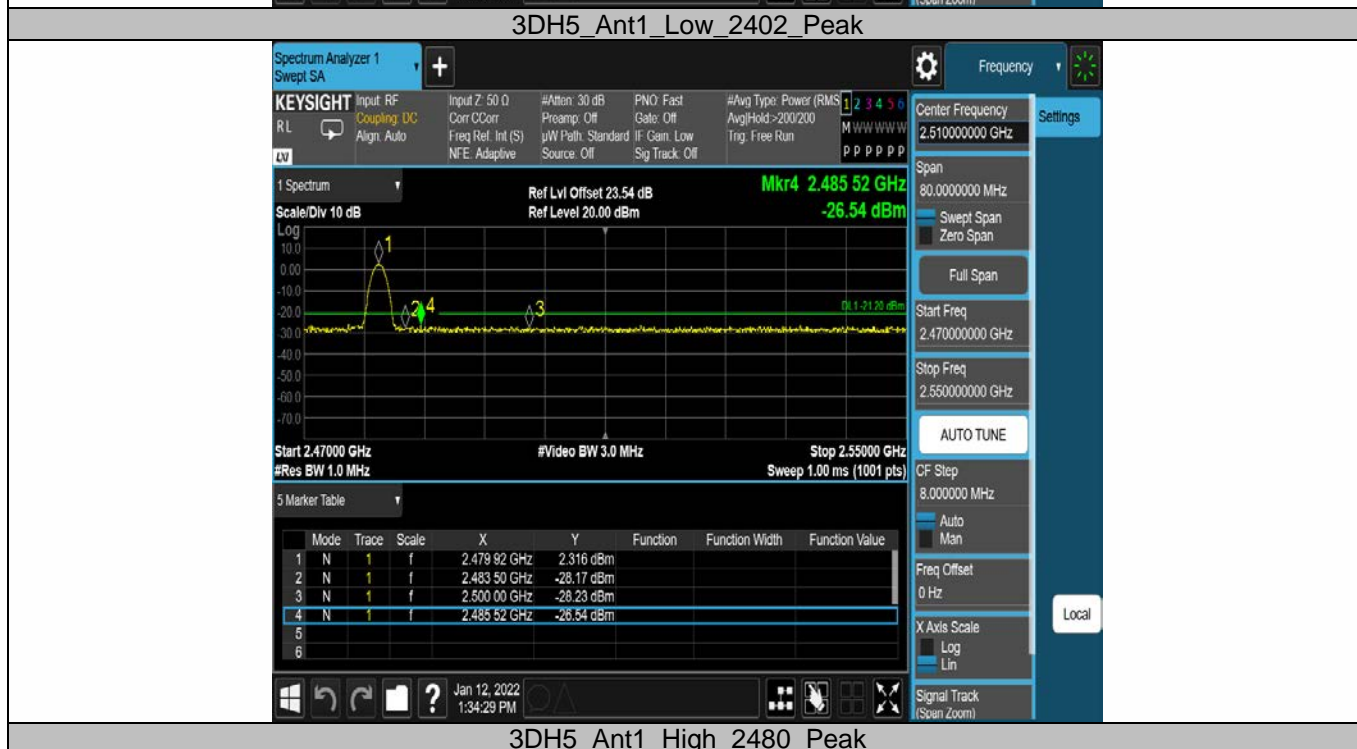 (Span Zoom)
3DH5_Ant1_Low_2402_Peak
Spectrum Analyzer 1
Swept SA
+
Frequency
KEYSIGHT
RL
LXI
Input: RF
Coupling: DC
Align: Auto
Input Z: 50 Ω
Corr CCorr
Freq Ref: Int (S)
NFE: Adaptive
#Atten: 30 dB
Preamp: Off
µW Path: Standard
Source: Off
PNO: Fast
Gate: Off
IF Gain: Low
Sig Track: Off
#Avg Type: Power (RMS
Avg|Hold:>200/200
Trig: Free Run
1 2 3 4 5 6
M W W W W W
P P P P P P
Center Frequency
2.510000000 GHz
Settings
Span
80.0000000 MHz
Swept Span
Zero Span
Full Span
Start Freq
2.470000000 GHz
Stop Freq
2.550000000 GHz
AUTO TUNE
CF Step
8.000000 MHz
Auto
Man
Freq Offset
0 Hz
X Axis Scale
Log
Lin
Signal Track
(Span Zoom)
Local
1 Spectrum
Scale/Div 10 dB
Ref Lvl Offset 23.54 dB
Ref Level 20.00 dBm
Mkr4 2.485 52 GHz
-26.54 dBm
Log
10.0
0.00
-10.0
-20.0
-30.0
-40.0
-50.0
-60.0
-70.0
1
2
4
3
DL1 -21.20 dBm
Start 2.47000 GHz
#Video BW 3.0 MHz
Stop 2.55000 GHz
#Res BW 1.0 MHz
Sweep 1.00 ms (1001 pts)
5 Marker Table
Mode Trace Scale X Y Function Function Width Function Value
1 N 1 f 2.479 92 GHz 2.316 dBm
2 N 1 f 2.483 50 GHz -28.17 dBm
3 N 1 f 2.500 00 GHz -28.23 dBm
4 N 1 f 2.485 52 GHz -26.54 dBm
5
6
?
Jan 12, 2022
1:34:29 PM
3DH5_Ant1_High_2480_Peak